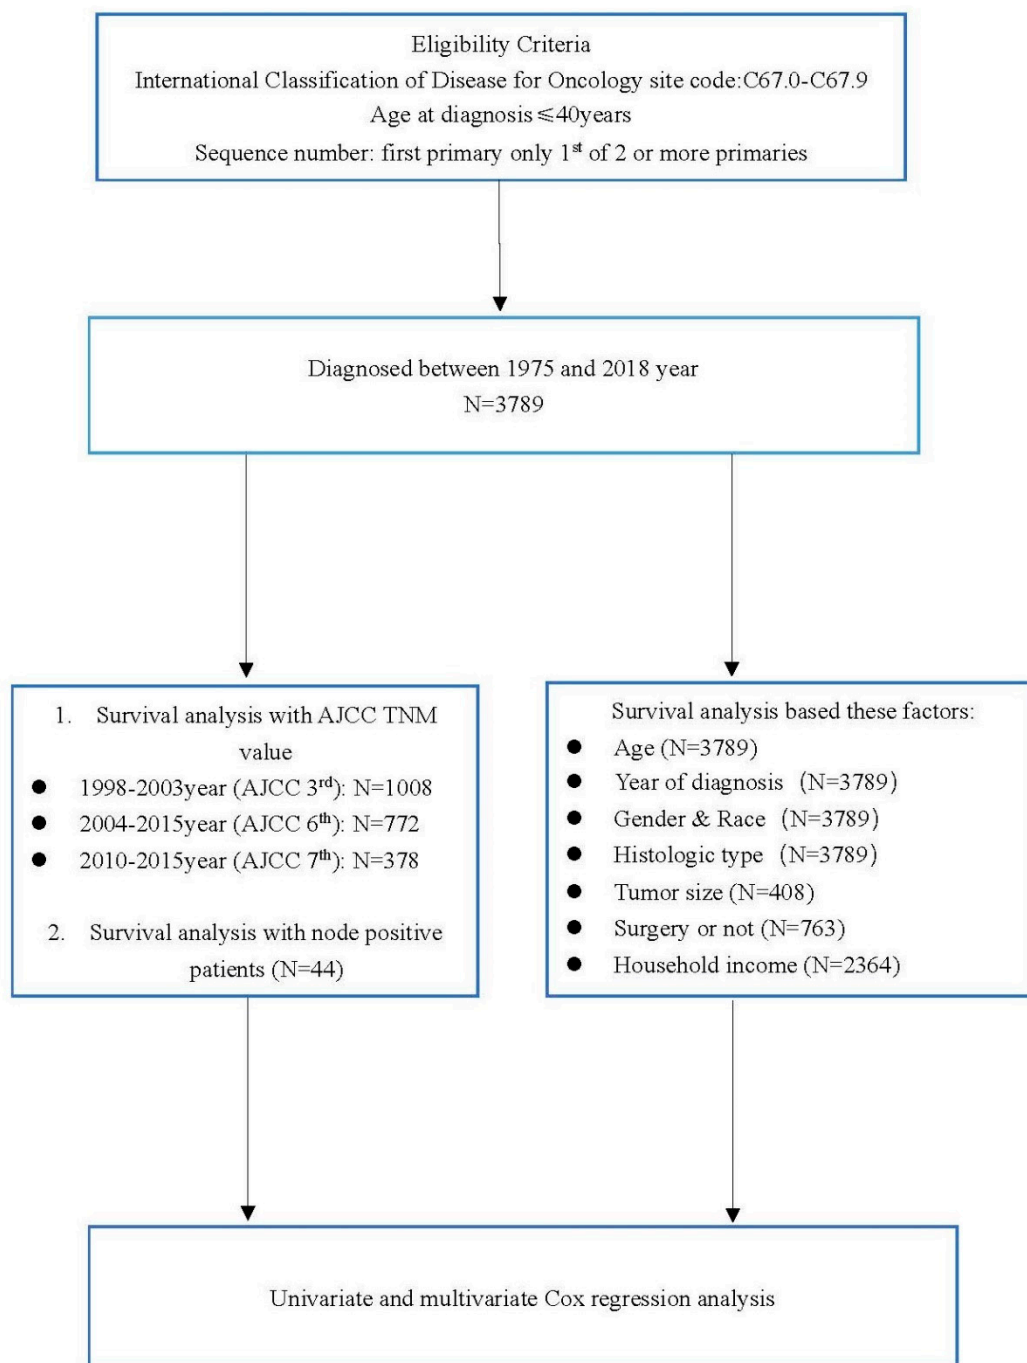 Eligibility Criteria
International Classification of Disease for Oncology site code:C67.0-C67.9
Age at diagnosis ≤40years
Sequence number: first primary only 1st of 2 or more primaries
Diagnosed between 1975 and 2018 year
N=3789
1. Survival analysis with AJCC TNM
value
● 1998-2003year (AJCC 3rd): N=1008
● 2004-2015year (AJCC 6th): N=772
● 2010-2015year (AJCC 7th): N=378
2. Survival analysis with node positive
patients (N=44)
Survival analysis based these factors:
● Age (N=3789)
● Year of diagnosis (N=3789)
● Gender & Race (N=3789)
● Histologic type (N=3789)
● Tumor size (N=408)
● Surgery or not (N=763)
● Household income (N=2364)
Univariate and multivariate Cox regression analysis